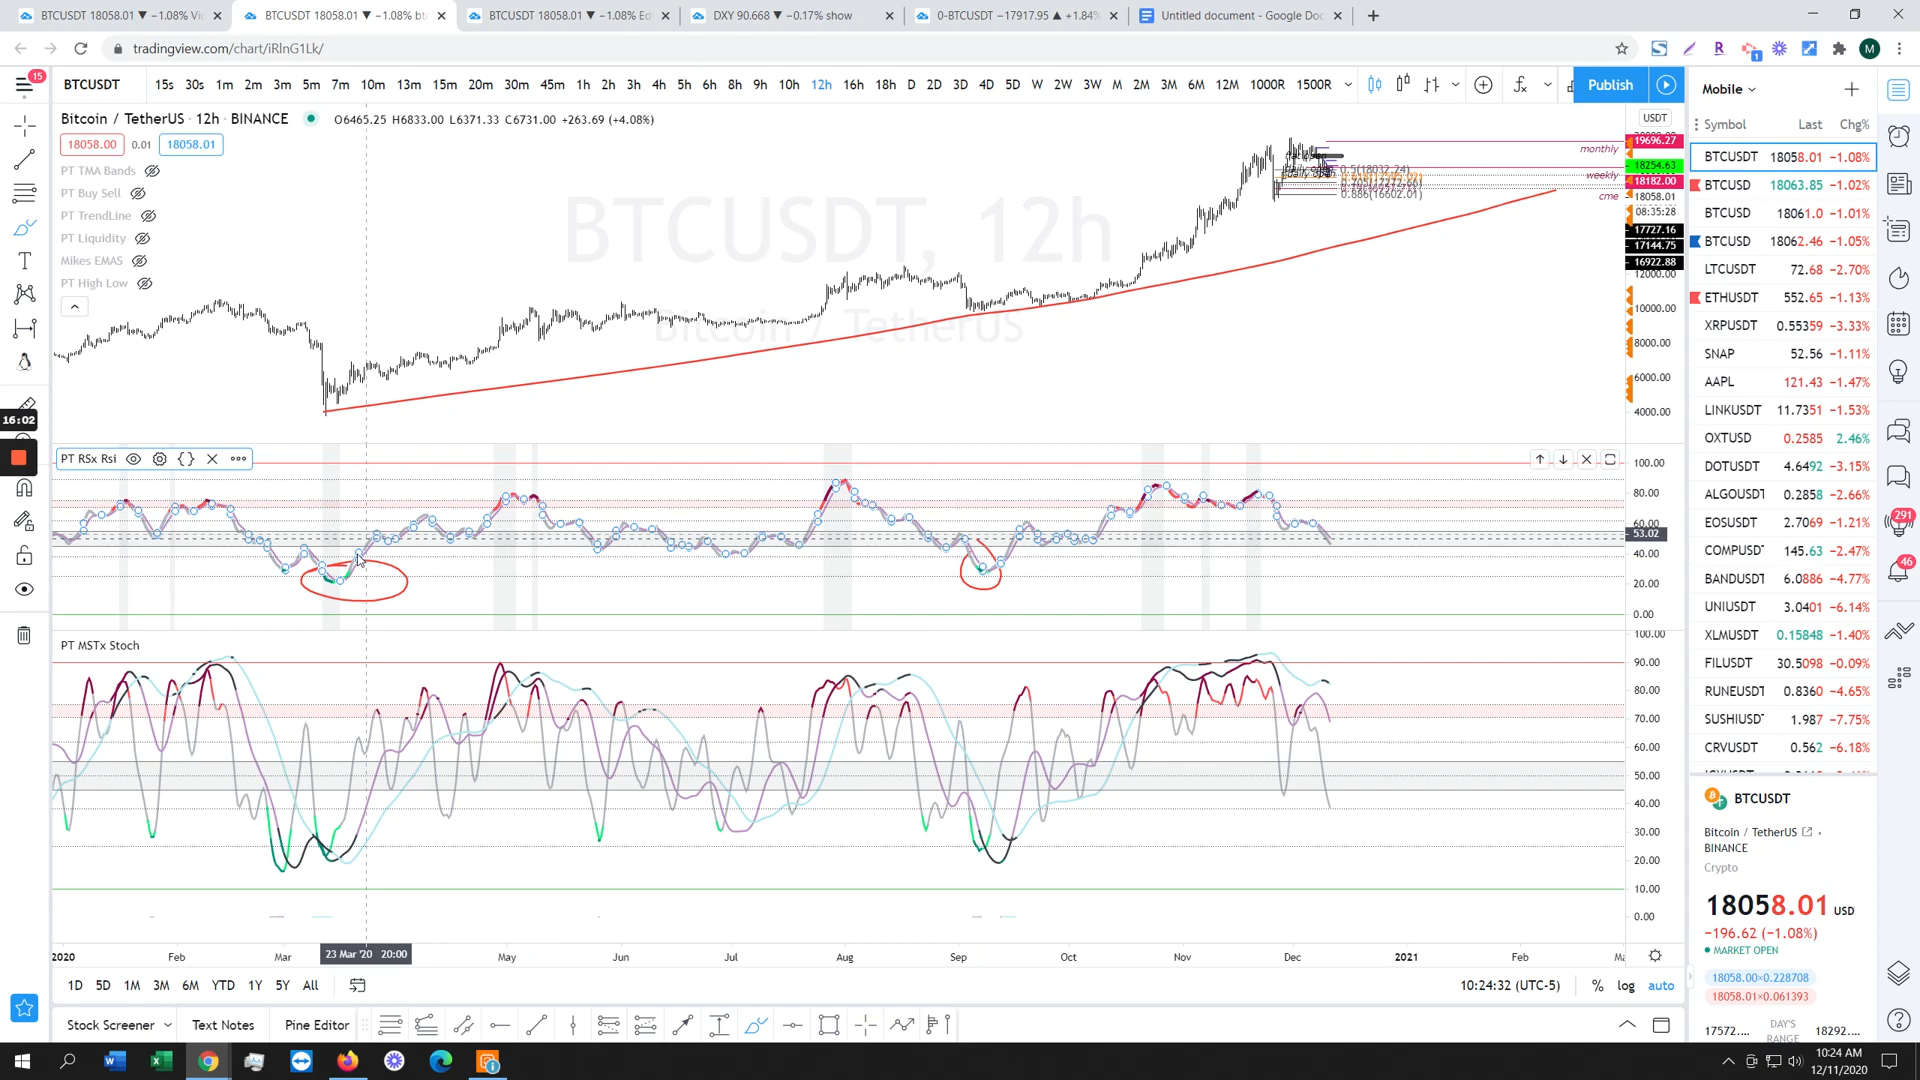 BTCUSDT 18058.01 ▼ −1.08% Vi
BTCUSDT 18058.01 ▼ −1.08% bt
BTCUSDT 18058.01 ▼ −1.08% Ed
DXY 90.668 ▼ −0.17% show
0-BTCUSDT −17917.95 ▲ +1.84%
Untitled document - Google Doc
tradingview.com/chart/iRlnG1Lk/
15
BTCUSDT 15s 30s 1m 2m 3m 5m 7m 10m 13m 15m 20m 30m 45m 1h 2h 3h 4h 5h 6h 8h 9h 10h 12h 16h 18h D 2D 3D 4D 5D W 2W 3W M 2M 3M 6M 12M 1000R 1500R
Publish
Bitcoin / TetherUS · 12h · BINANCE O6465.25 H6833.00 L6371.33 C6731.00 +263.69 (+4.08%)
18058.00 0.01 18058.01
PT TMA Bands
PT Buy Sell
PT TrendLine
PT Liquidity
Mikes EMAS
PT High Low
BTCUSDT, 12h
Bitcoin / TetherUS
monthly
weekly
cme
0.5(18032.24)
0.886(16602.01)
USDT
19696.27
18254.63
18182.00
18058.01
08:35:28
17727.16
17144.75
16922.88
12000.00
10000.00
8000.00
6000.00
4000.00
16:02
PT RSx Rsi
100.00
80.00
60.00
53.02
40.00
20.00
0.00
PT MSTx Stoch
100.00
90.00
80.00
70.00
60.00
50.00
40.00
30.00
20.00
10.00
0.00
2020 Feb Mar 23 Mar '20 20:00 May Jun Jul Aug Sep Oct Nov Dec 2021 Feb
1D 5D 1M 3M 6M YTD 1Y 5Y All
10:24:32 (UTC-5) % log auto
Stock Screener Text Notes Pine Editor
Mobile
Symbol Last Chg%
BTCUSDT 18058.01 −1.08%
BTCUSD 18063.85 −1.02%
BTCUSD 18061.0 −1.01%
BTCUSD 18062.46 −1.05%
LTCUSDT 72.68 −2.70%
ETHUSDT 552.65 −1.13%
XRPUSDT 0.55359 −3.33%
SNAP 52.56 −1.11%
AAPL 121.43 −1.47%
LINKUSDT 11.7351 −1.53%
OXTUSD 0.2585 2.46%
DOTUSDT 4.6492 −3.15%
ALGOUSDT 0.2858 −2.66%
EOSUSDT 2.7069 −1.21%
COMPUSDT 145.63 −2.47%
BANDUSDT 6.0886 −4.77%
UNIUSDT 3.0401 −6.14%
XLMUSDT 0.15848 −1.40%
FILUSDT 30.5098 −0.09%
RUNEUSDT 0.8360 −4.65%
SUSHIUSDT 1.987 −7.75%
CRVUSDT 0.562 −6.18%
BTCUSDT
Bitcoin / TetherUS
BINANCE
Crypto
18058.01 USD
−196.62 (−1.08%)
MARKET OPEN
18058.00×0.228708
18058.01×0.061393
17572.... DAY'S RANGE 18292....
291
46
1
M
10:24 AM
12/11/2020